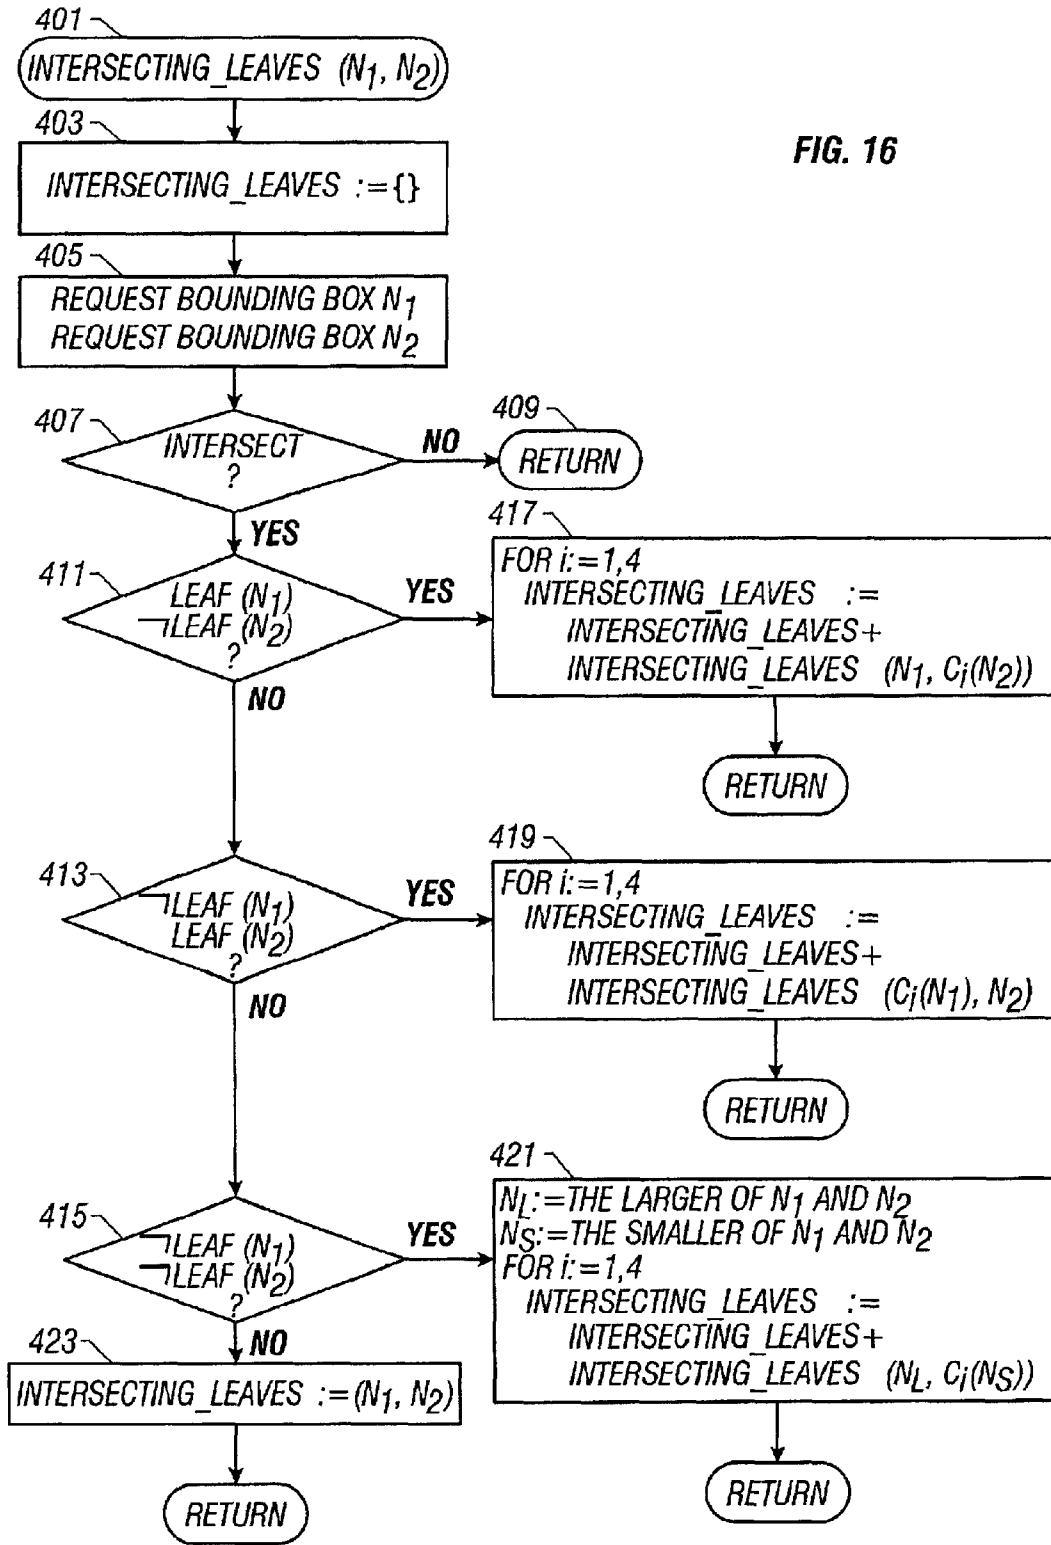 401
INTERSECTING_LEAVES (N1, N2)
403
FIG. 16
INTERSECTING_LEAVES :={}
405
REQUEST BOUNDING BOX N1
REQUEST BOUNDING BOX N2
407
INTERSECT
?
NO
409
RETURN
YES
411
LEAF (N1)
¬LEAF (N2)
?
YES
417
FOR i:=1,4
INTERSECTING_LEAVES :=
INTERSECTING_LEAVES+
INTERSECTING_LEAVES (N1, Ci(N2))
RETURN
NO
413
¬LEAF (N1)
LEAF (N2)
?
YES
419
FOR i:=1,4
INTERSECTING_LEAVES :=
INTERSECTING_LEAVES+
INTERSECTING_LEAVES (Ci(N1), N2)
RETURN
NO
415
¬LEAF (N1)
¬LEAF (N2)
?
YES
421
NL:=THE LARGER OF N1 AND N2
NS:=THE SMALLER OF N1 AND N2
FOR i:=1,4
INTERSECTING_LEAVES :=
INTERSECTING_LEAVES+
INTERSECTING_LEAVES (NL, Ci(NS))
RETURN
NO
423
INTERSECTING_LEAVES :=(N1, N2)
RETURN